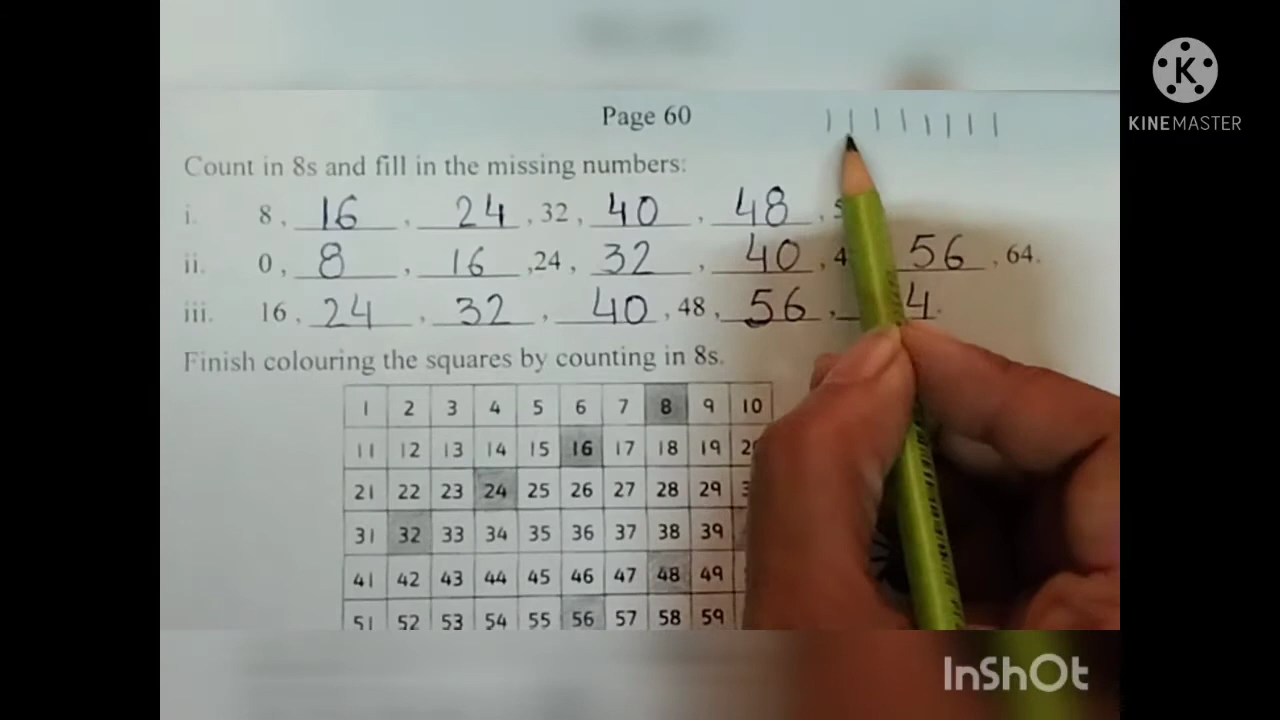 Page 60
KINEMASTER
Count in 8s and fill in the missing numbers:
i. 8, 16, 24, 32, 40, 48,
ii. 0, 8, 16, 24, 32, 40, 56, 64.
iii. 16, 24, 32, 40, 48, 56,
Finish colouring the squares by counting in 8s.
1 2 3 4 5 6 7 8 9 10
11 12 13 14 15 16 17 18 19
21 22 23 24 25 26 27 28 29
31 32 33 34 35 36 37 38 39
41 42 43 44 45 46 47 48 49
51 52 53 54 55 56 57 58 59
InShOt